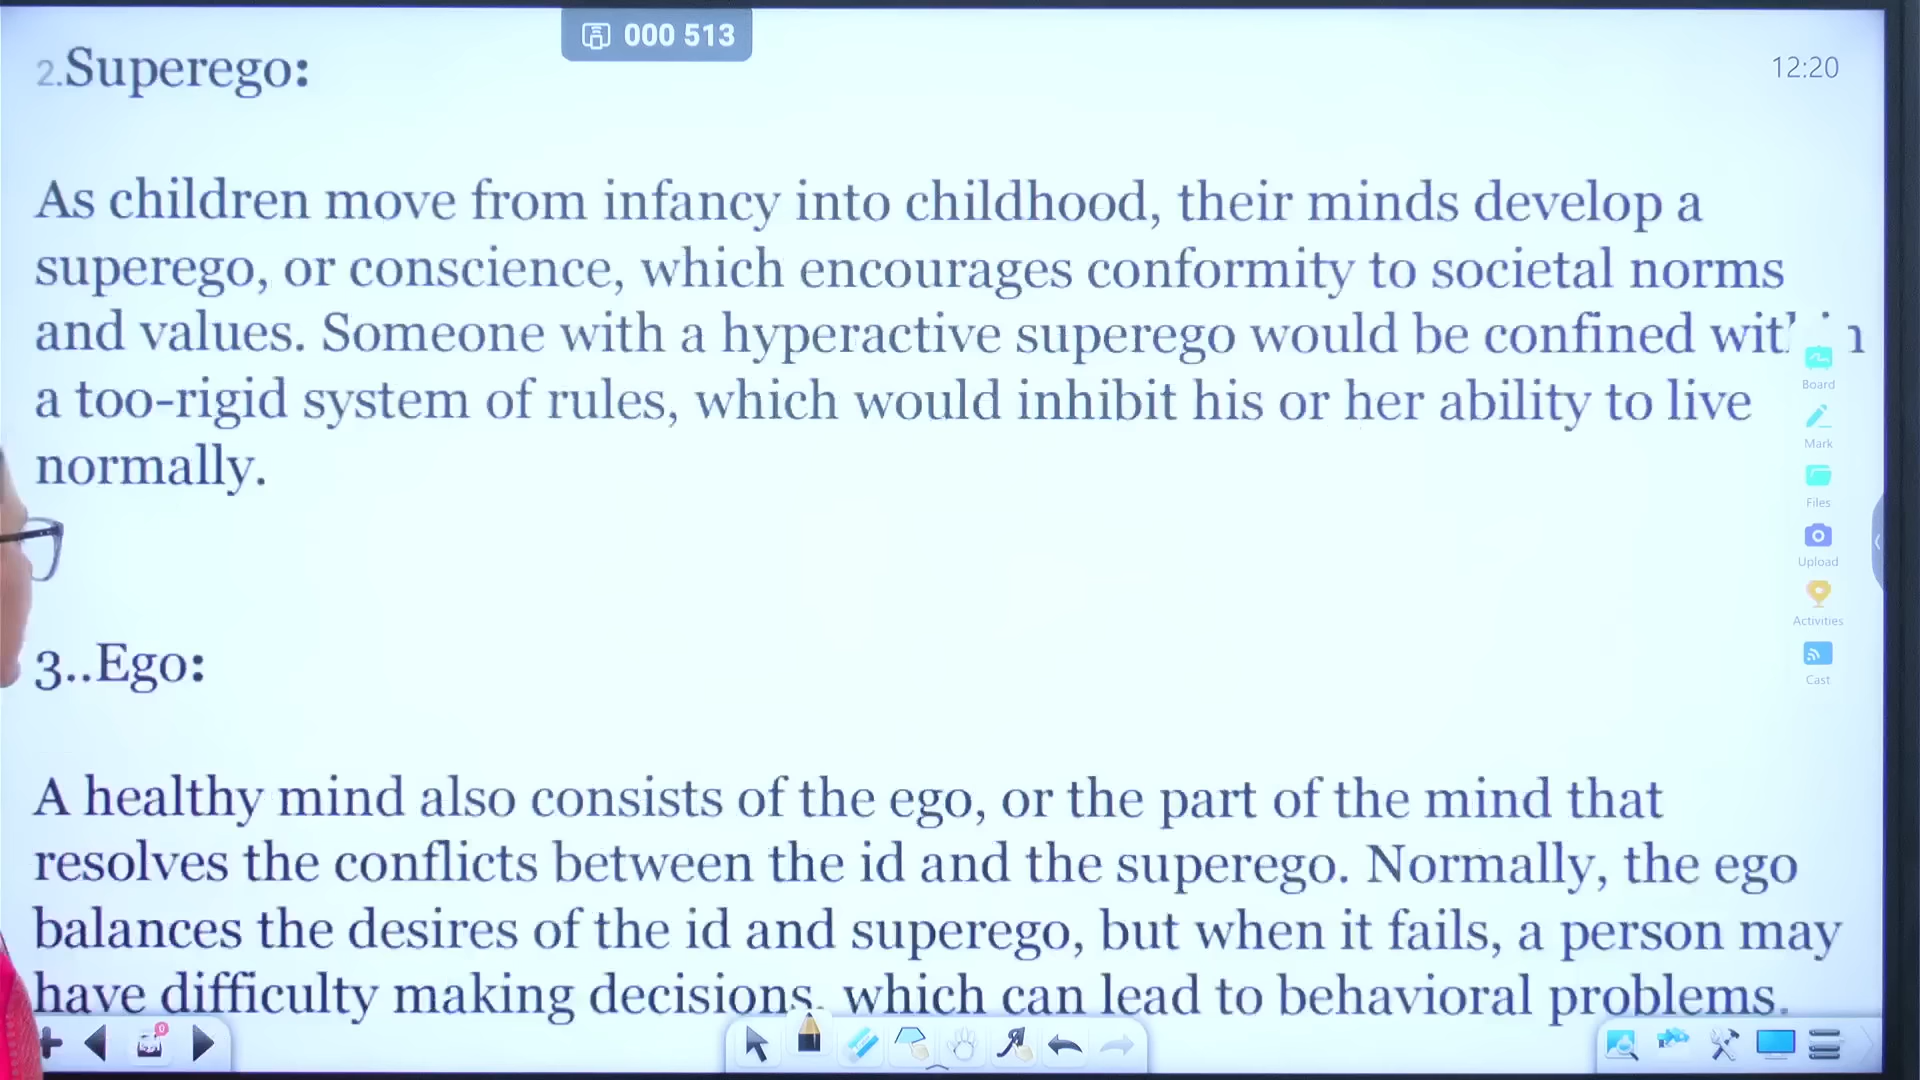 000 513
12:20
2.Superego:
As children move from infancy into childhood, their minds develop a
superego, or conscience, which encourages conformity to societal norms
and values. Someone with a hyperactive superego would be confined
a too-rigid system of rules, which would inhibit his or her ability to live
normally.
Board
Mark
Files
Upload
Activities
Cast
3..Ego:
A healthy mind also consists of the ego, or the part of the mind that
resolves the conflicts between the id and the superego. Normally, the ego
balances the desires of the id and superego, but when it fails, a person may
have difficulty making decisions, which can lead to behavioral problems.
0